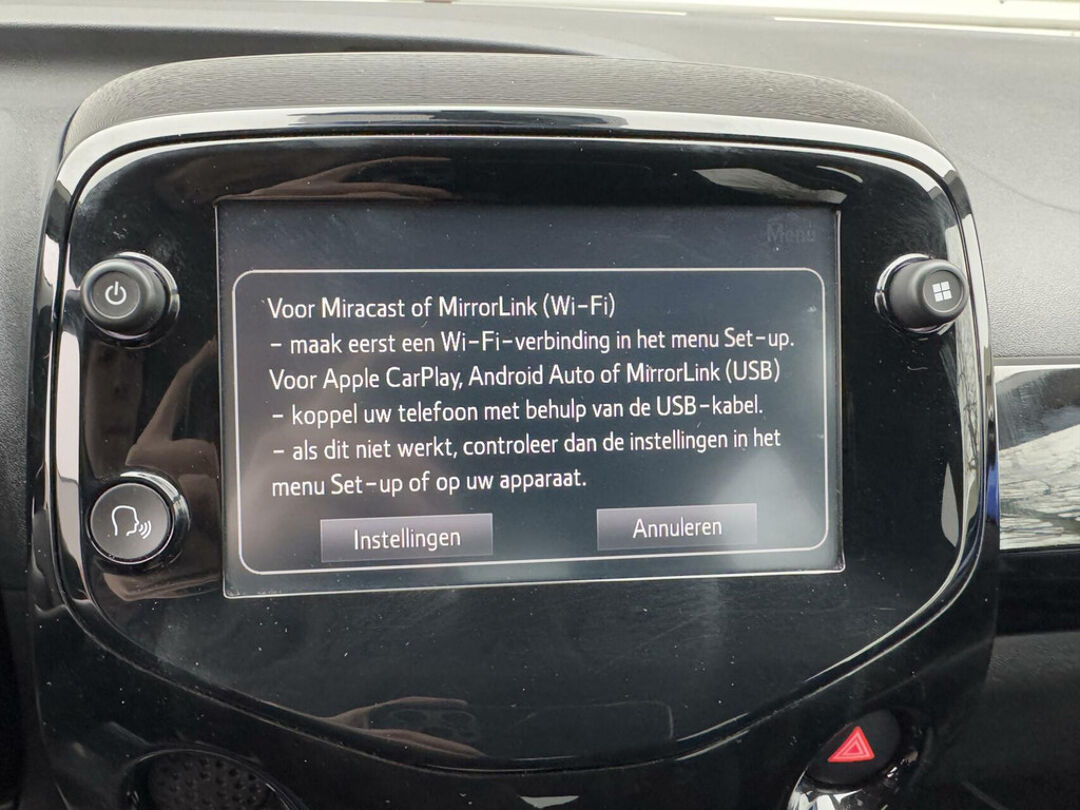 Menu
Voor Miracast of MirrorLink (Wi-Fi)
- maak eerst een Wi-Fi-verbinding in het menu Set-up.
Voor Apple CarPlay, Android Auto of MirrorLink (USB)
- koppel uw telefoon met behulp van de USB-kabel.
- als dit niet werkt, controleer dan de instellingen in het
menu Set-up of op uw apparaat.
Instellingen
Annuleren